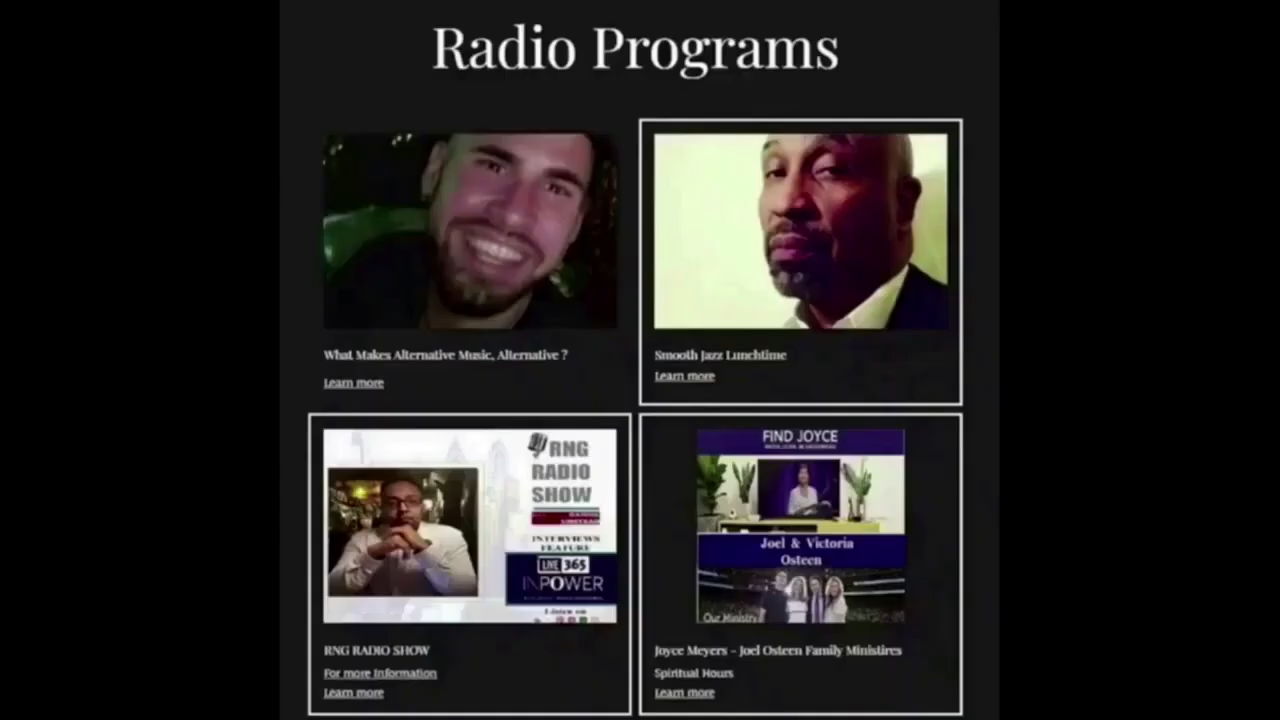 Radio Programs
What Makes Alternative Music, Alternative ?
Learn more
Smooth Jazz Lunchtime
Learn more
RNG
RADIO
SHOW
INTERVIEWS
FEATURE
LIVE 365
INPOWER
Listen on
RNG RADIO SHOW
For more Information
Learn more
FIND JOYCE
Joel & Victoria
Osteen
Our Ministry
Joyce Meyers – Joel Osteen Family Ministires
Spiritual Hours
Learn more